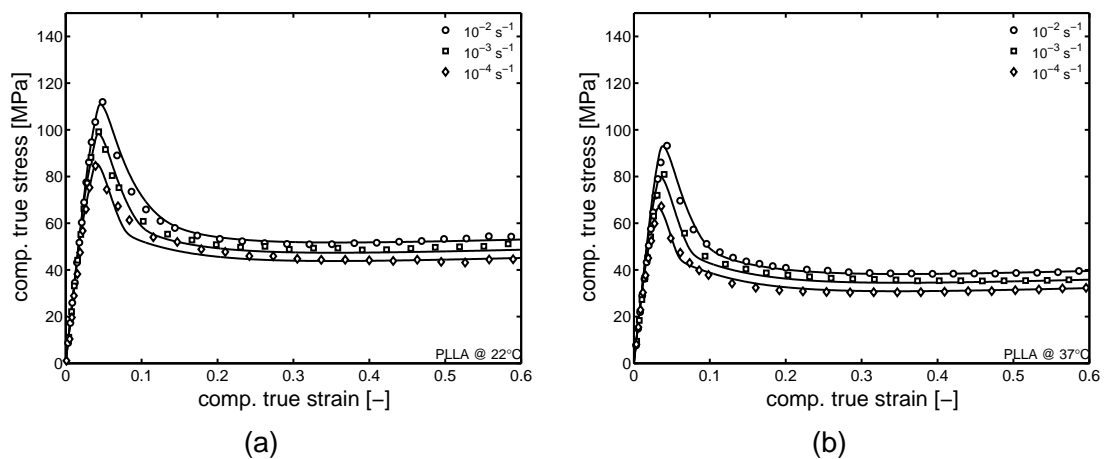 140
120
100
80
60
40
20
0
comp. true stress [MPa]
10⁻² s⁻¹
10⁻³ s⁻¹
10⁻⁴ s⁻¹
PLLA @ 22°C
0 0.1 0.2 0.3 0.4 0.5 0.6
comp. true strain [−]
(a)
140
120
100
80
60
40
20
0
comp. true stress [MPa]
10⁻² s⁻¹
10⁻³ s⁻¹
10⁻⁴ s⁻¹
PLLA @ 37°C
0 0.1 0.2 0.3 0.4 0.5 0.6
comp. true strain [−]
(b)